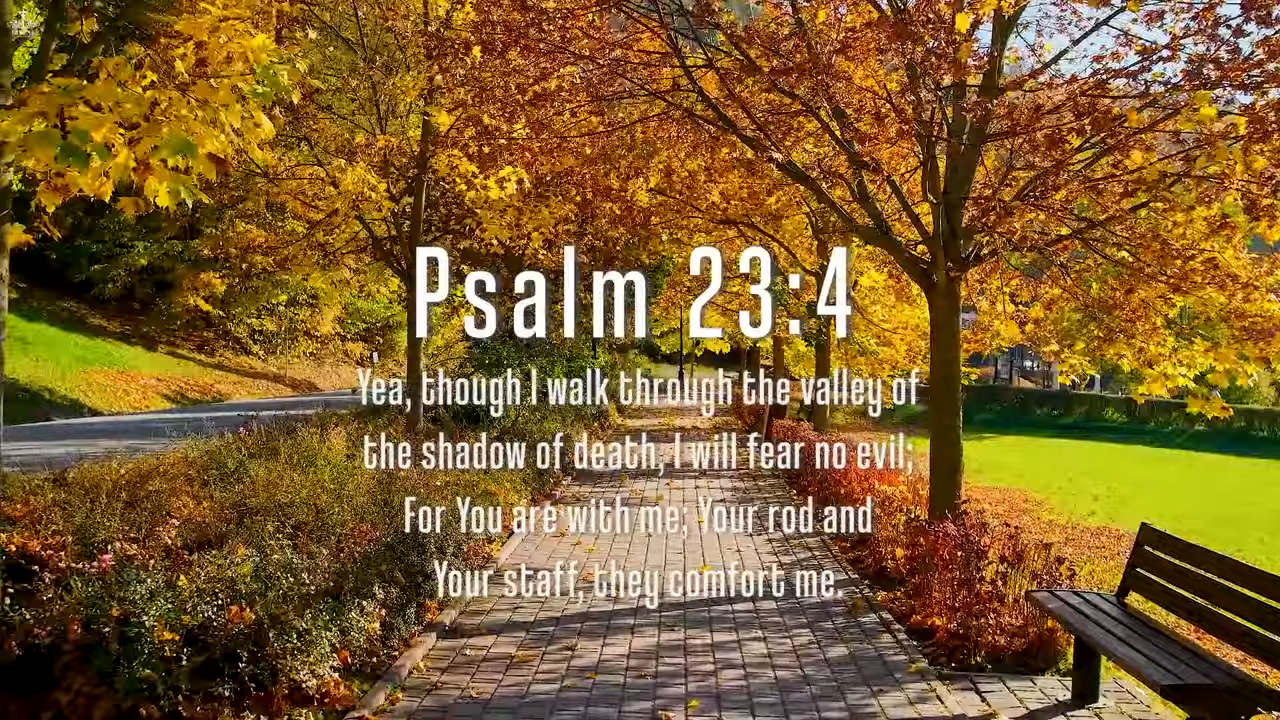 Psalm 23:4
Yea, though I walk through the valley of
the shadow of death, I will fear no evil;
For You are with me; Your rod and
Your staff, they comfort me.